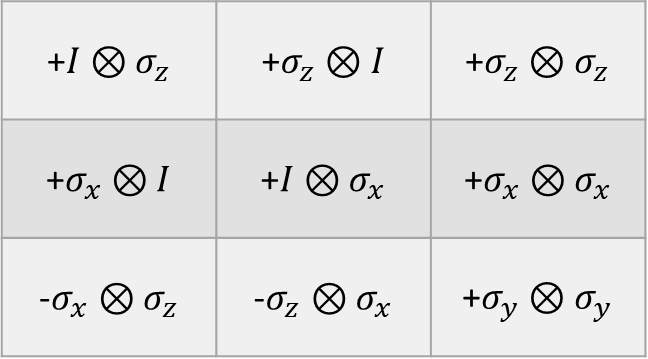 +I ⊗ σz +σz ⊗ I +σz ⊗ σz
+σx ⊗ I +I ⊗ σx +σx ⊗ σx
-σx ⊗ σz -σz ⊗ σx +σy ⊗ σy